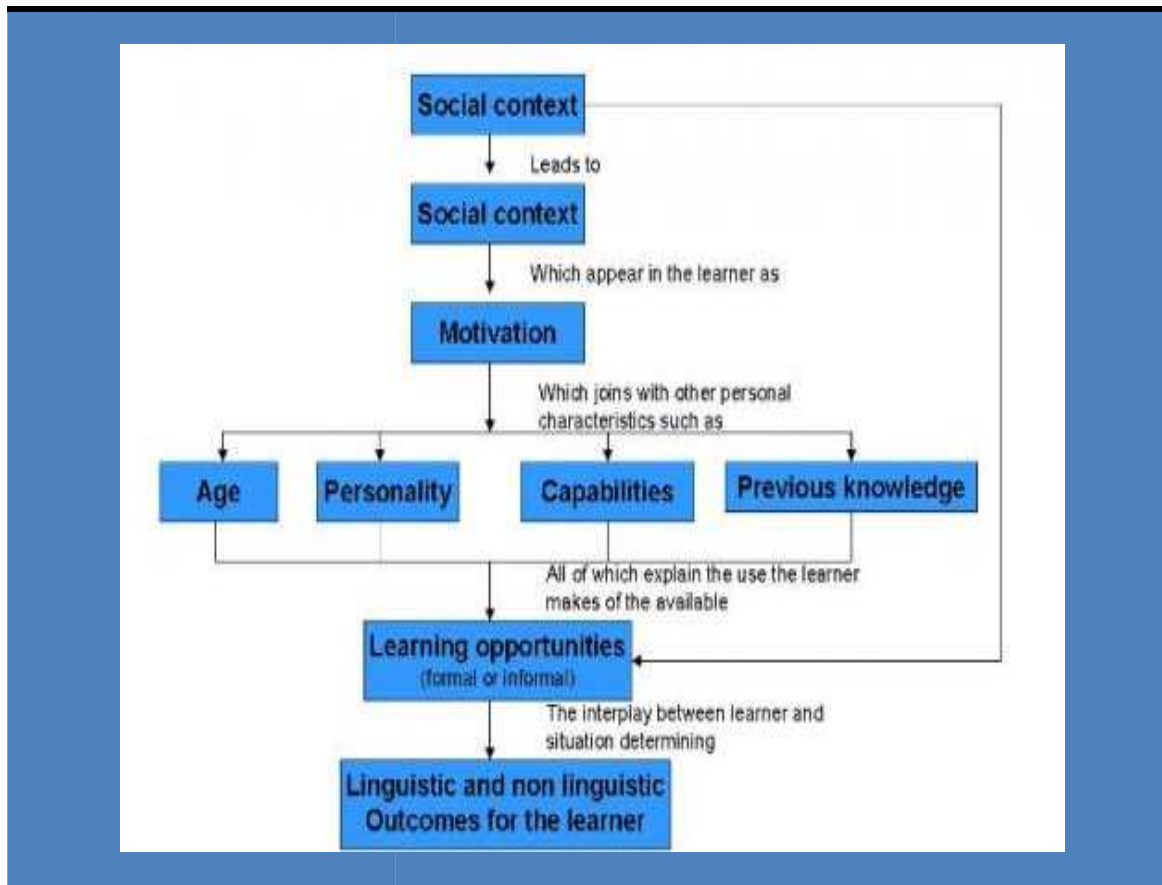 Social context
Leads to
Social context
Which appear in the learner as
Motivation
Which joins with other personal
characteristics such as
Age
Personality
Capabilities
Previous knowledge
All of which explain the use the learner
makes of the available
Learning opportunities
(formal or informal)
The interplay between learner and
situation determining
Linguistic and non linguistic
Outcomes for the learner